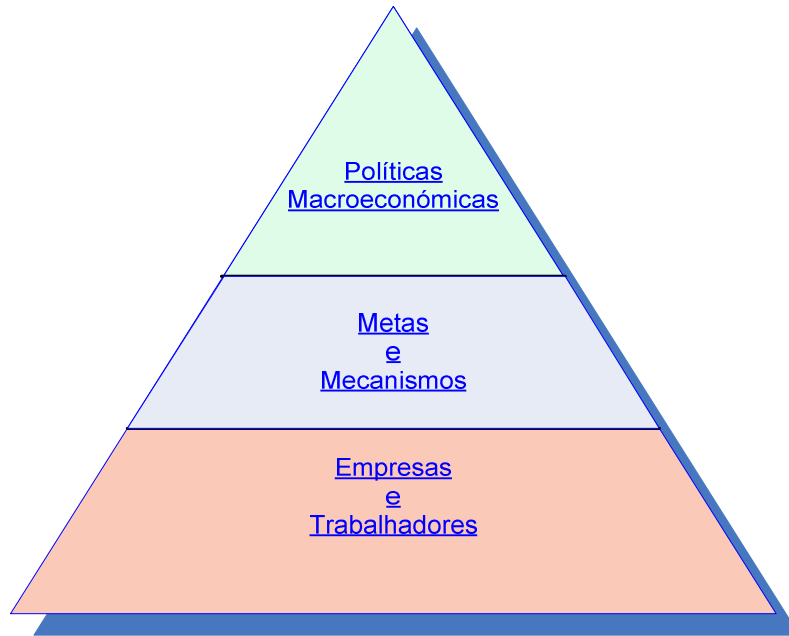 Políticas
Macroeconómicas
Metas
e
Mecanismos
Empresas
e
Trabalhadores